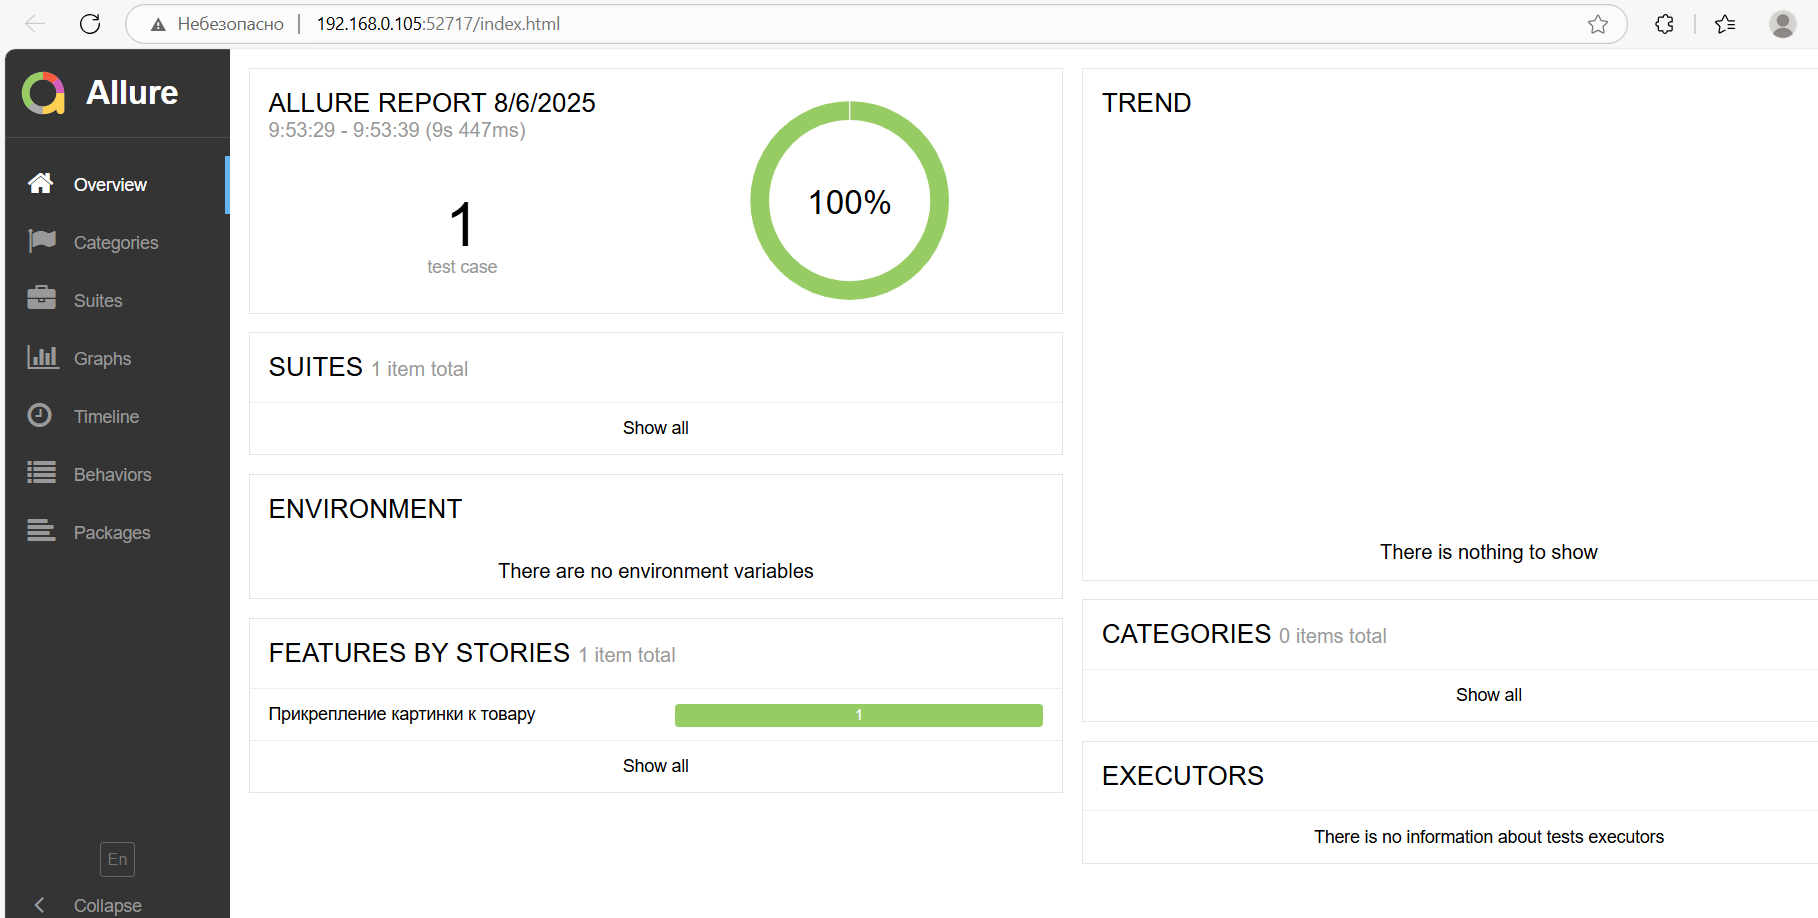 Небезопасно
192.168.0.105:52717/index.html
Allure
Overview
Categories
Suites
Graphs
Timeline
Behaviors
Packages
En
Collapse
ALLURE REPORT 8/6/2025
9:53:29 - 9:53:39 (9s 447ms)
1
test case
100%
SUITES 1 item total
Show all
ENVIRONMENT
There are no environment variables
FEATURES BY STORIES 1 item total
Прикрепление картинки к товару
1
Show all
TREND
There is nothing to show
CATEGORIES 0 items total
Show all
EXECUTORS
There is no information about tests executors